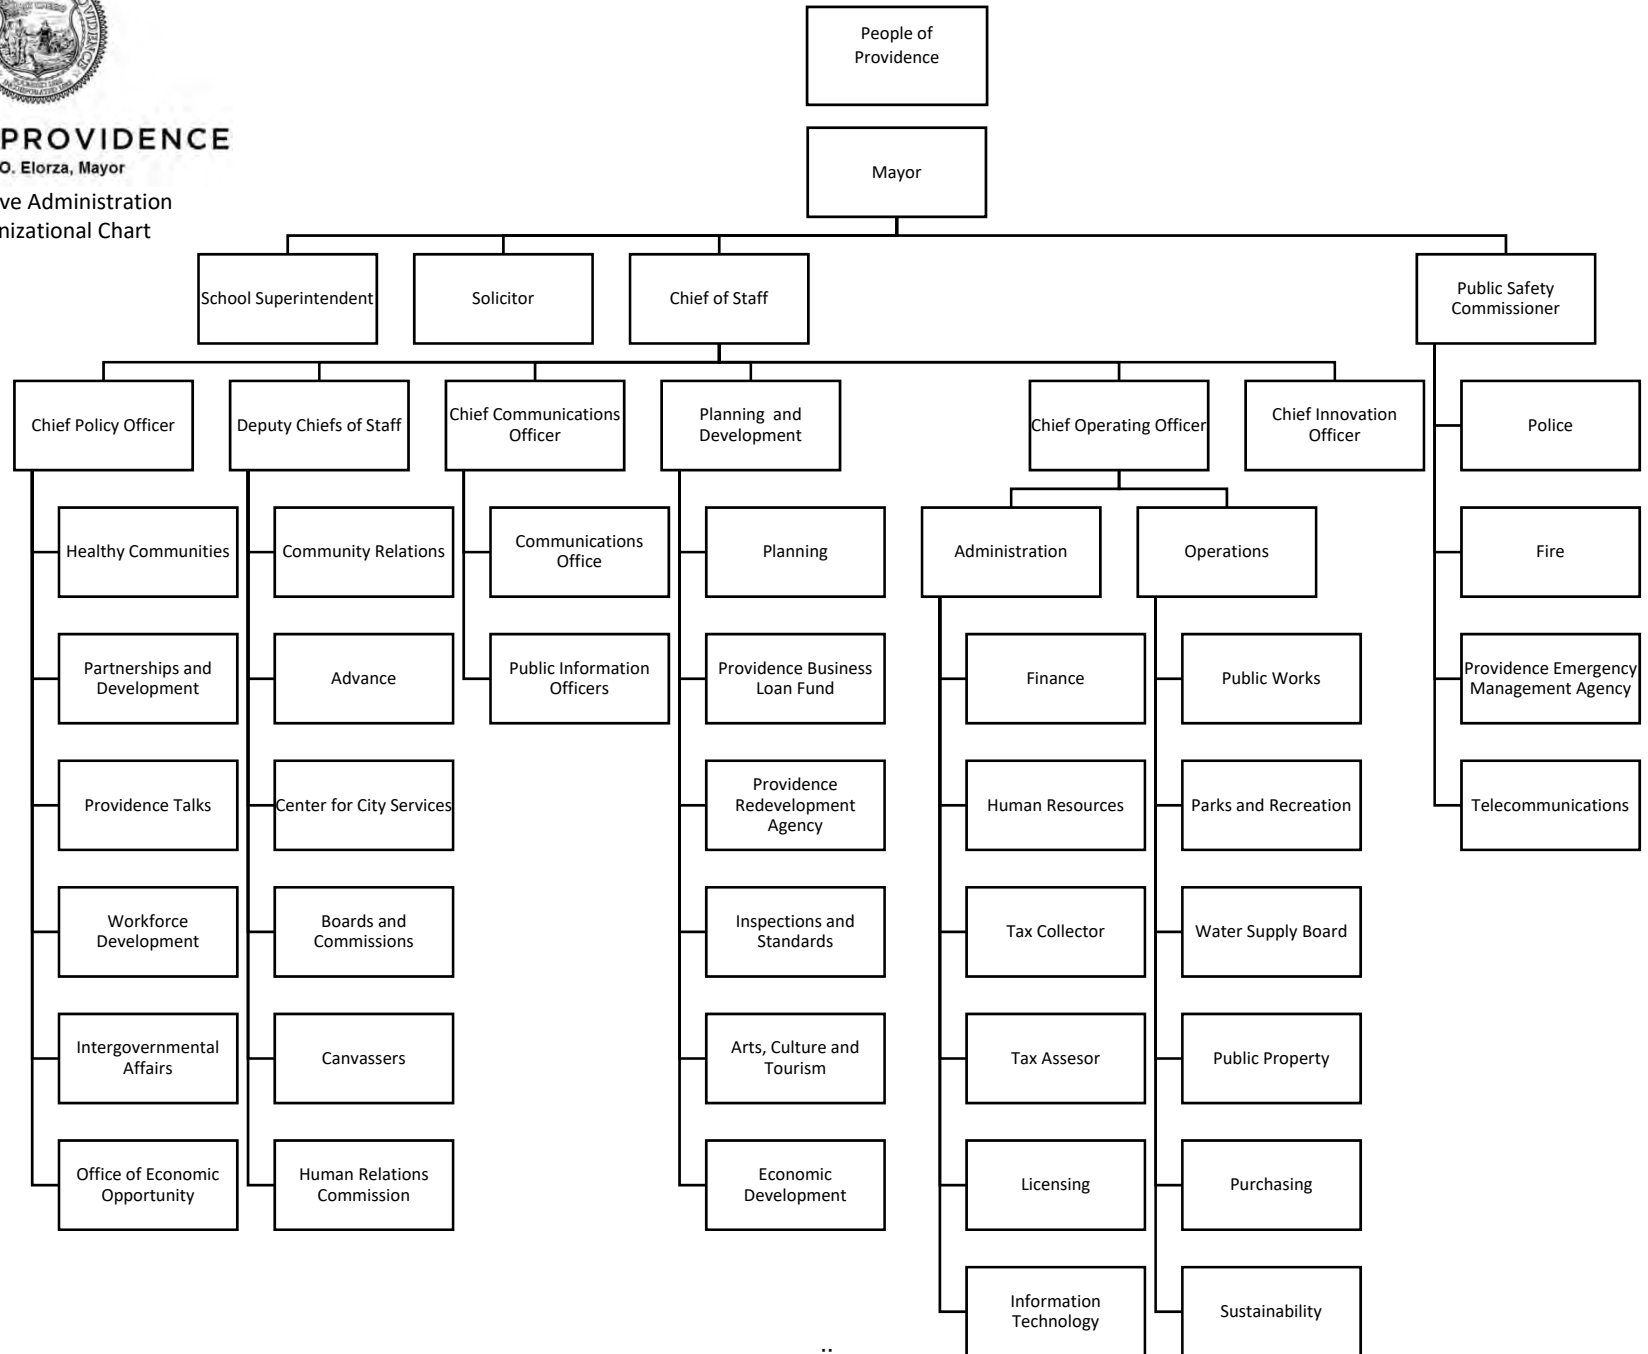 PROVIDENCE
O. Elorza, Mayor
ve Administration
nizational Chart
People of
Providence
Mayor
School Superintendent
Solicitor
Chief of Staff
Public Safety
Commissioner
Chief Policy Officer
Deputy Chiefs of Staff
Chief Communications
Officer
Planning and
Development
Chief Operating Officer
Chief Innovation
Officer
Police
Healthy Communities
Community Relations
Communications
Office
Planning
Administration
Operations
Fire
Partnerships and
Development
Advance
Public Information
Officers
Providence Business
Loan Fund
Finance
Public Works
Providence Emergency
Management Agency
Providence Talks
Center for City Services
Providence
Redevelopment
Agency
Human Resources
Parks and Recreation
Telecommunications
Workforce
Development
Boards and
Commissions
Inspections and
Standards
Tax Collector
Water Supply Board
Intergovernmental
Affairs
Canvassers
Arts, Culture and
Tourism
Tax Assesor
Public Property
Office of Economic
Opportunity
Human Relations
Commission
Economic
Development
Licensing
Purchasing
Information
Technology
Sustainability